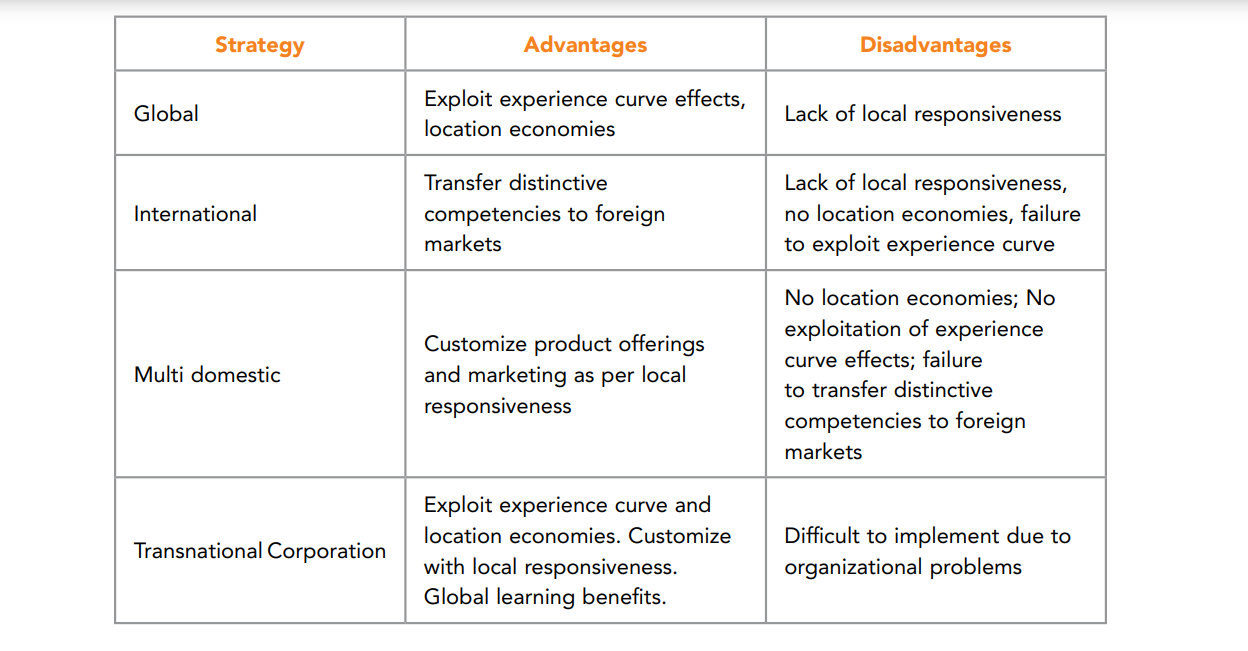 Strategy
Advantages
Disadvantages
Global
Exploit experience curve effects,
location economies
Lack of local responsiveness
International
Transfer distinctive
competencies to foreign
markets
Lack of local responsiveness,
no location economies, failure
to exploit experience curve
Multi domestic
Customize product offerings
and marketing as per local
responsiveness
No location economies; No
exploitation of experience
curve effects; failure
to transfer distinctive
competencies to foreign
markets
Transnational Corporation
Exploit experience curve and
location economies. Customize
with local responsiveness.
Global learning benefits.
Difficult to implement due to
organizational problems